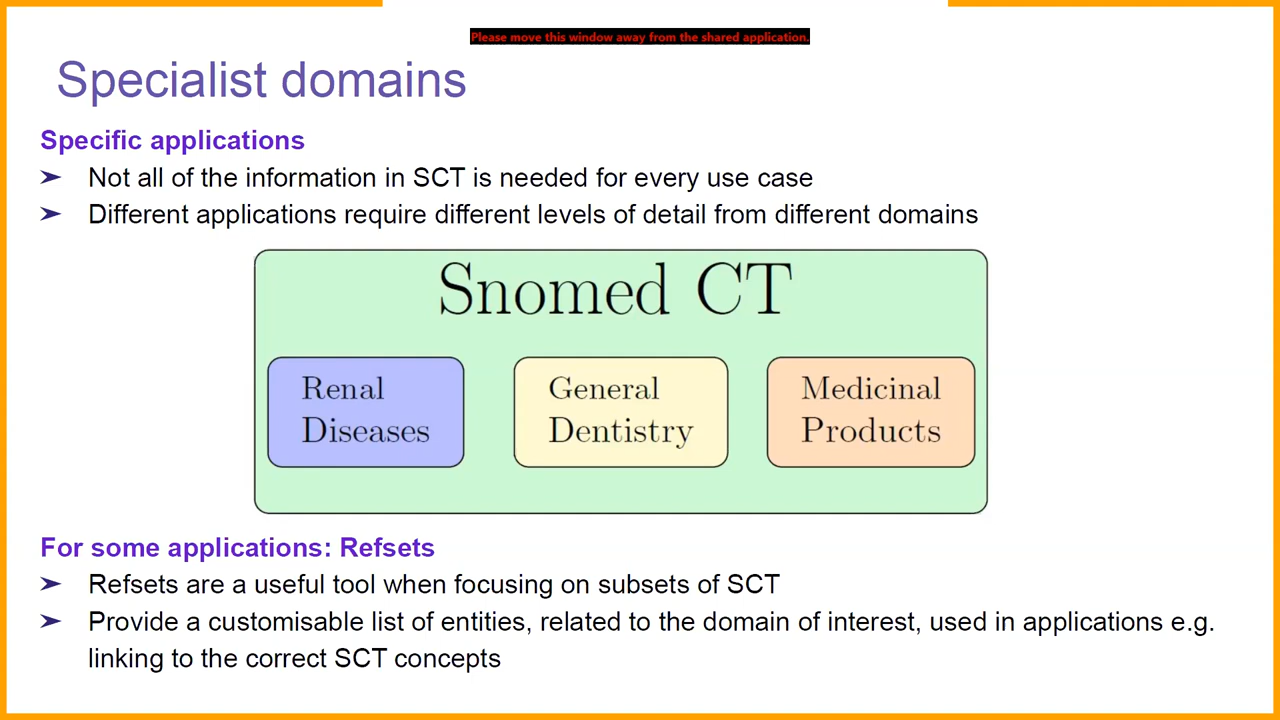 Please move this window away from the shared application.
Specialist domains
Specific applications
➢ Not all of the information in SCT is needed for every use case
➢ Different applications require different levels of detail from different domains
Snomed CT
Renal
Diseases
General
Dentistry
Medicinal
Products
For some applications: Refsets
➢ Refsets are a useful tool when focusing on subsets of SCT
➢ Provide a customisable list of entities, related to the domain of interest, used in applications e.g.
linking to the correct SCT concepts